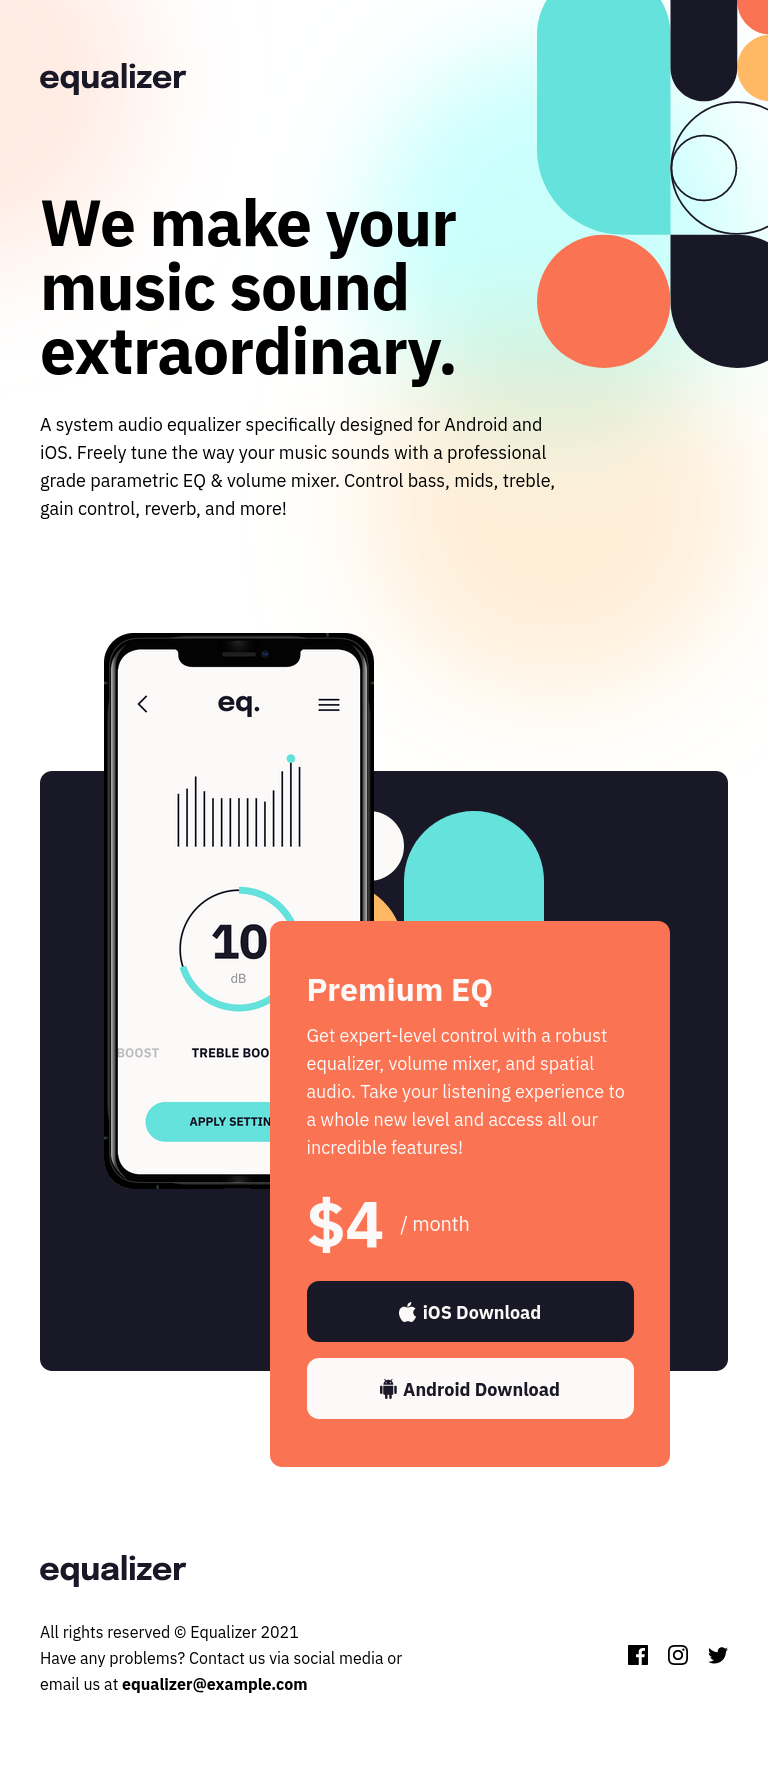 equalizer
We make your
music sound
extraordinary.
A system audio equalizer specifically designed for Android and
iOS. Freely tune the way your music sounds with a professional
grade parametric EQ & volume mixer. Control bass, mids, treble,
gain control, reverb, and more!
eq.
10
dB
BOOST TREBLE BOO
APPLY SETTIN
Premium EQ
Get expert-level control with a robust
equalizer, volume mixer, and spatial
audio. Take your listening experience to
a whole new level and access all our
incredible features!
$4 / month
iOS Download
Android Download
equalizer
All rights reserved © Equalizer 2021
Have any problems? Contact us via social media or
email us at equalizer@example.com